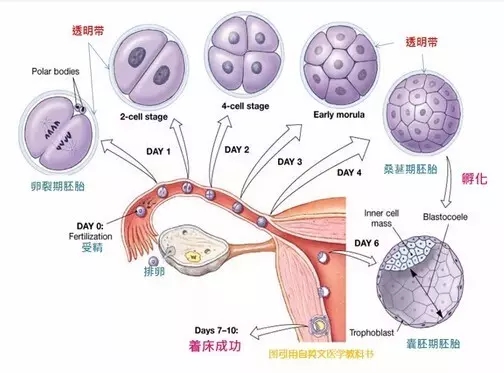 透明带
透明带
Polar bodies
2-cell stage
4-cell stage
Early morula
DAY 1
DAY 2
DAY 3
DAY 4
卵裂期胚胎
桑葚期胚胎
孵化
DAY 0:
Fertilization
受精
排卵
Inner cell
mass
Blastocoele
DAY 6
Days 7-10:
着床成功
Trophoblast
囊胚期胚胎
图引用自英文医学教科书